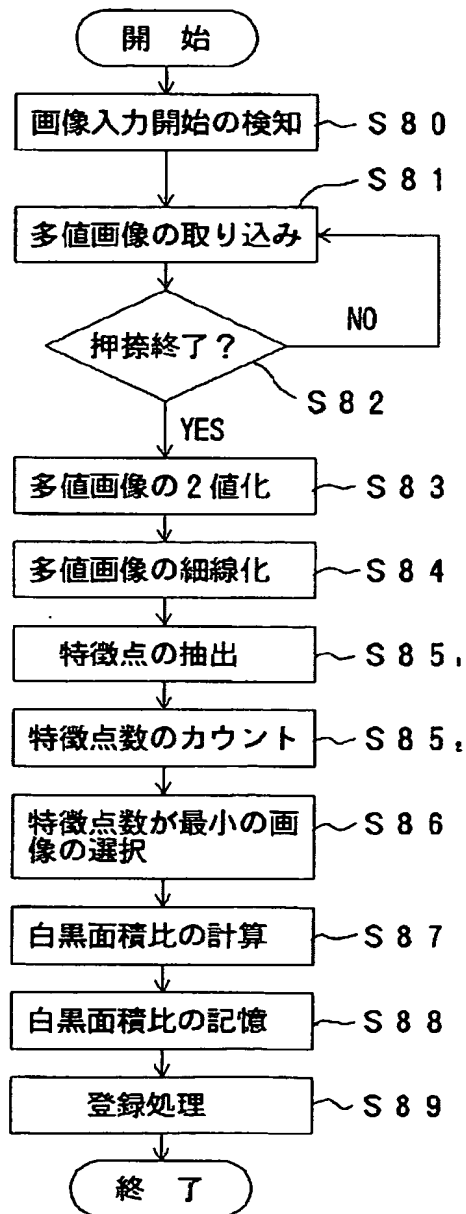 開 始
画像入力開始の検知 S80
S81
多値画像の取り込み
押捺終了? NO
S82
YES
多値画像の2値化 S83
多値画像の細線化 S84
特徴点の抽出 S85₁
特徴点数のカウント S85₂
特徴点数が最小の画
像の選択 S86
白黒面積比の計算 S87
白黒面積比の記憶 S88
登録処理 S89
終 了